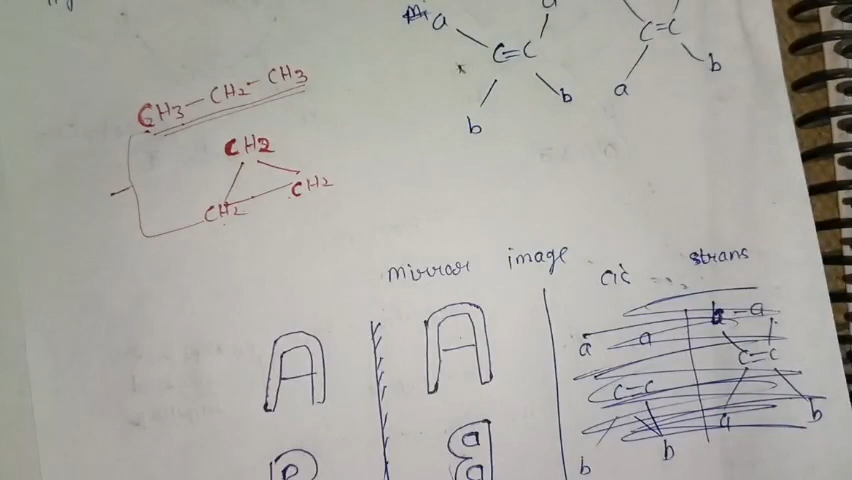 a a
C=C C=C
b b a b
CH3-CH2-CH3
CH2
CH2 CH2
mirror image
cis trans
A A
b-a
a a
C=C
C=C
a b
b b
B